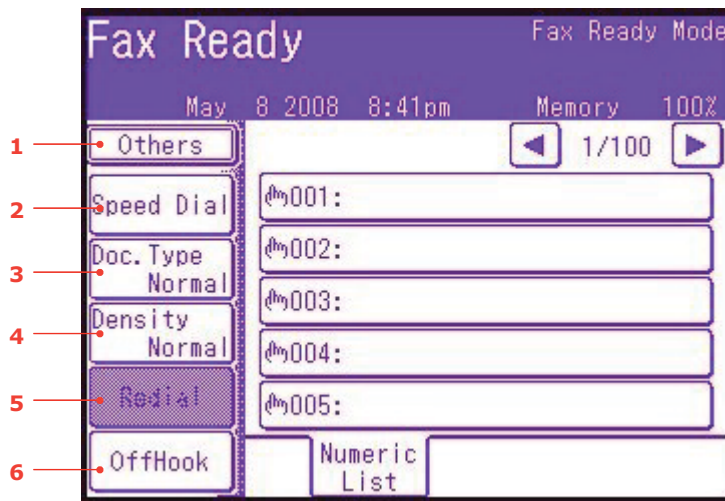 Fax Ready
Fax Ready Mode
May 8 2008 8:41pm Memory 100%
1 Others
1/100
2 Speed Dial
3 Doc.Type
Normal
4 Density
Normal
5 Redial
6 OffHook
001:
002:
003:
004:
005:
Numeric
List